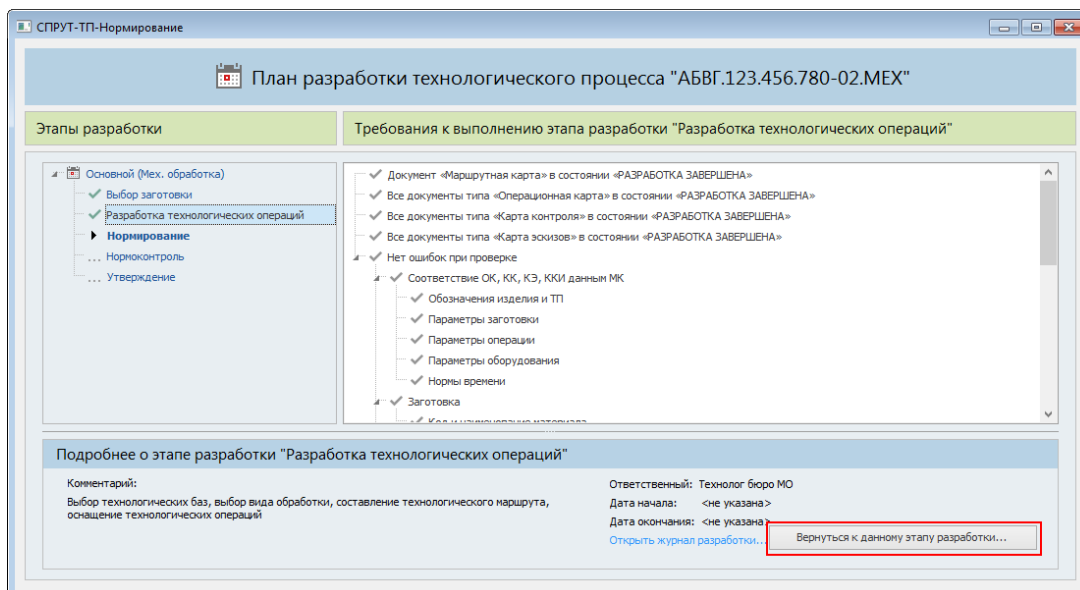 СПРУТ-ТП-Нормирование
План разработки технологического процесса "АБВГ.123.456.780-02.МЕХ"
Этапы разработки
Требования к выполнению этапа разработки "Разработка технологических операций"
Основной (Мех. обработка)
Выбор заготовки
Разработка технологических операций
Нормирование
... Нормоконтроль
... Утверждение
Документ «Маршрутная карта» в состоянии «РАЗРАБОТКА ЗАВЕРШЕНА»
Все документы типа «Операционная карта» в состоянии «РАЗРАБОТКА ЗАВЕРШЕНА»
Все документы типа «Карта контроля» в состоянии «РАЗРАБОТКА ЗАВЕРШЕНА»
Все документы типа «Карта эскизов» в состоянии «РАЗРАБОТКА ЗАВЕРШЕНА»
Нет ошибок при проверке
Соответствие ОК, КК, КЭ, ККИ данным МК
Обозначения изделия и ТП
Параметры заготовки
Параметры операции
Параметры оборудования
Нормы времени
Заготовка
Код и наименование материала
Подробнее о этапе разработки "Разработка технологических операций"
Комментарий:
Выбор технологических баз, выбор вида обработки, составление технологического маршрута,
оснащение технологических операций
Ответственный: Технолог бюро МО
Дата начала: <не указана>
Дата окончания: <не указана>
Открыть журнал разработки...
Вернуться к данному этапу разработки...